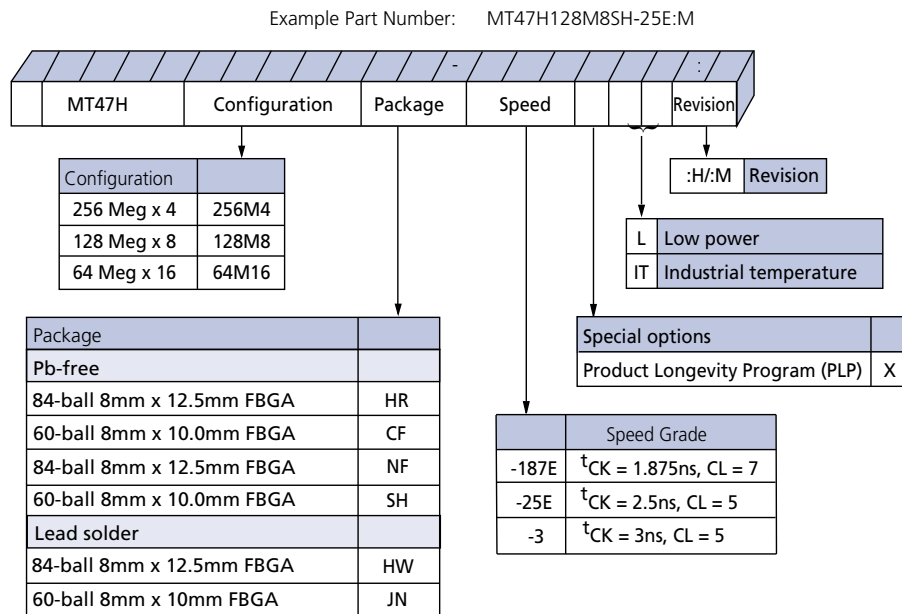 Example Part Number: MT47H128M8SH-25E:M
- :
MT47H Configuration Package Speed Revision
Configuration
256 Meg x 4 256M4
128 Meg x 8 128M8
64 Meg x 16 64M16
:H/:M Revision
L Low power
IT Industrial temperature
Special options
Product Longevity Program (PLP) X
Package
Pb-free
84-ball 8mm x 12.5mm FBGA HR
60-ball 8mm x 10.0mm FBGA CF
84-ball 8mm x 12.5mm FBGA NF
60-ball 8mm x 10.0mm FBGA SH
Lead solder
84-ball 8mm x 12.5mm FBGA HW
60-ball 8mm x 10mm FBGA JN
Speed Grade
-187E tCK = 1.875ns, CL = 7
-25E tCK = 2.5ns, CL = 5
-3 tCK = 3ns, CL = 5